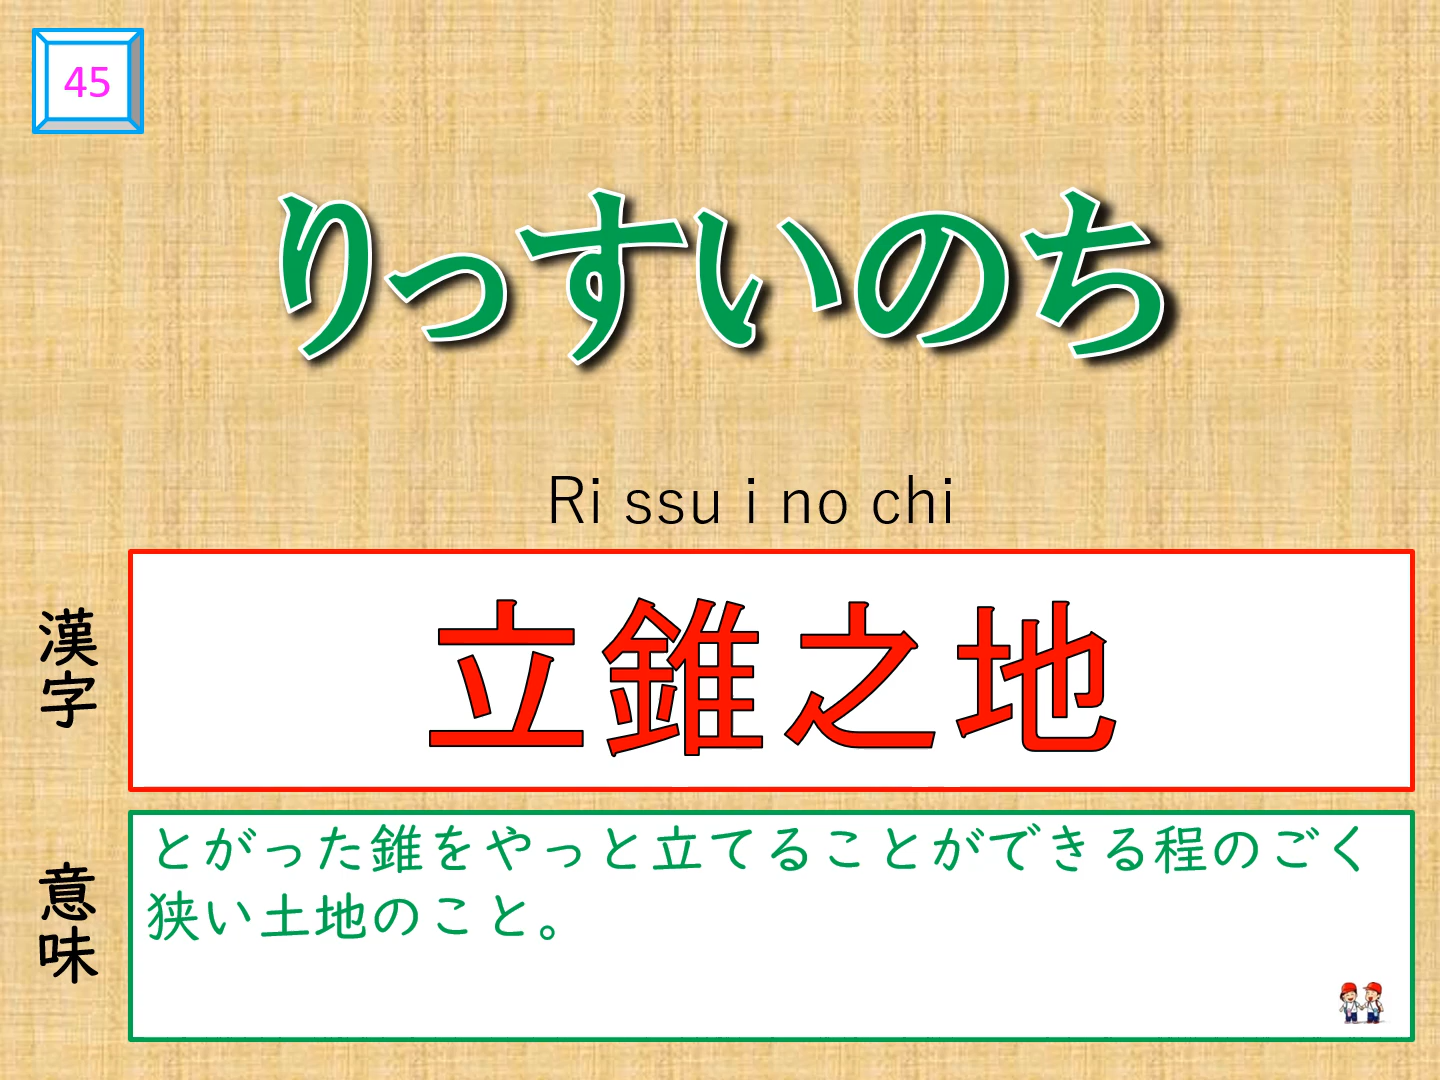 45
りっすいのち
Ri ssu i no chi
漢字
立錐之地
意味
とがった錐をやっと立てることができる程のごく
狭い土地のこと。